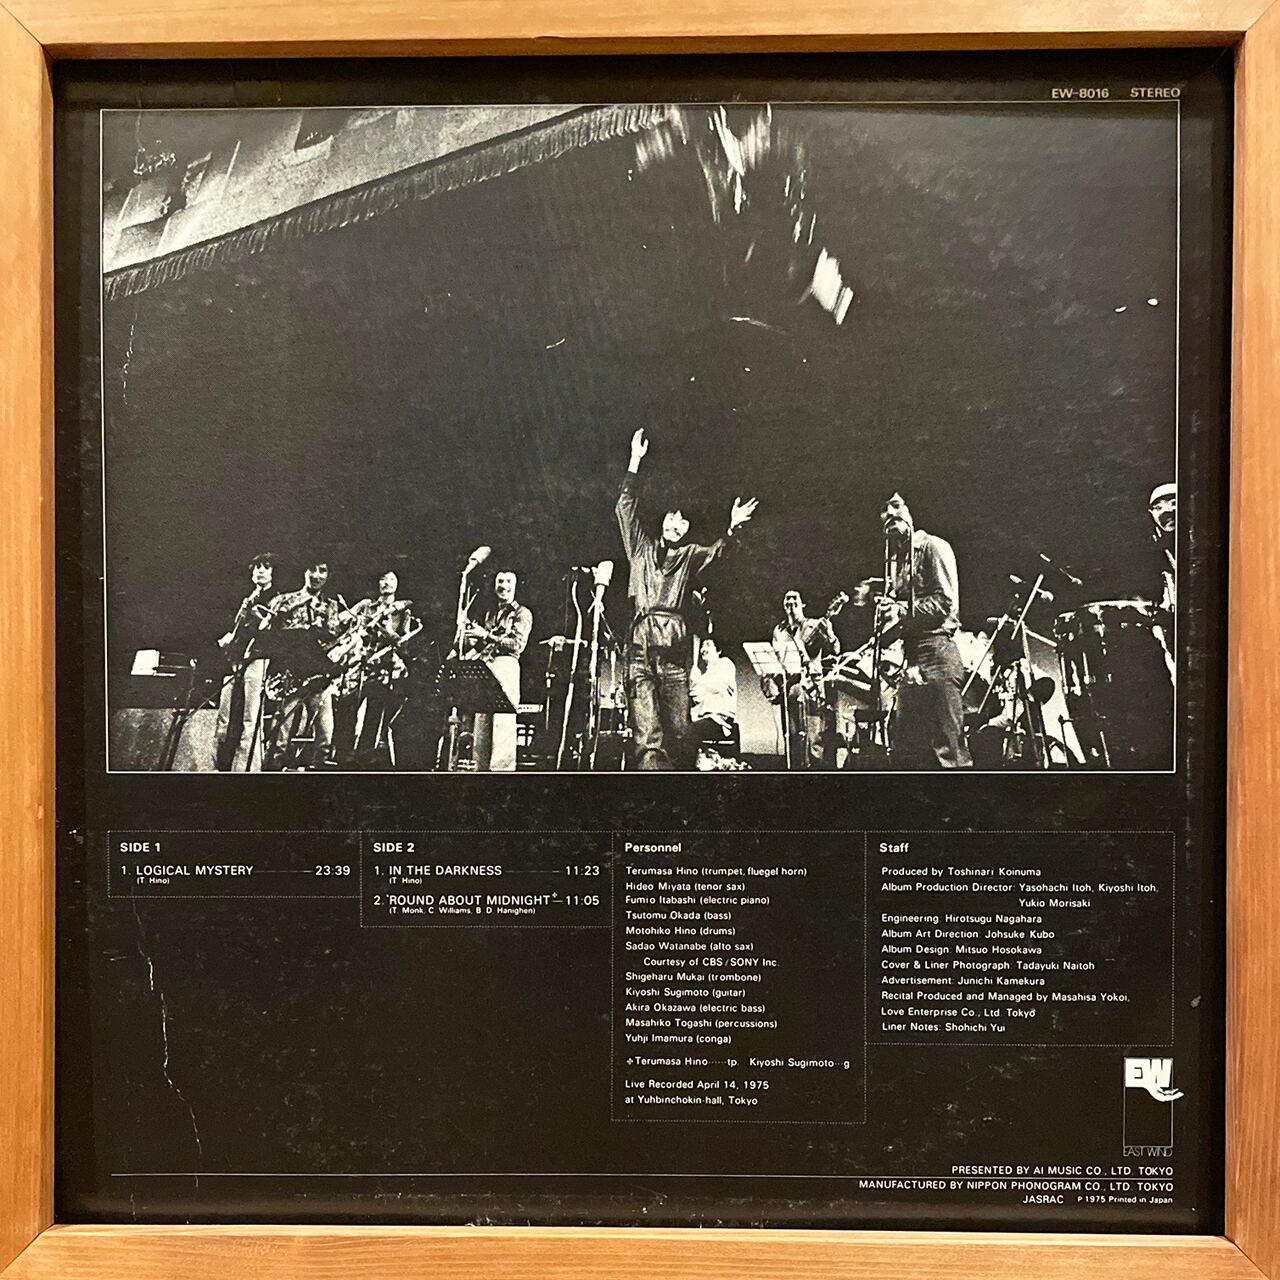 EW-8016 STEREO
SIDE 1
1. LOGICAL MYSTERY 23:39
(T. Hino)
SIDE 2
1. IN THE DARKNESS 11:23
(T. Hino)
2. 'ROUND ABOUT MIDNIGHT✢ 11:05
(T. Monk, C. Williams, B. D. Hanighen)
Personnel
Terumasa Hino (trumpet, fluegel horn)
Hideo Miyata (tenor sax)
Fumio Itabashi (electric piano)
Tsutomu Okada (bass)
Motohiko Hino (drums)
Sadao Watanabe (alto sax)
Courtesy of CBS/SONY Inc.
Shigeharu Mukai (trombone)
Kiyoshi Sugimoto (guitar)
Akira Okazawa (electric bass)
Masahiko Togashi (percussions)
Yuhji Imamura (conga)
✢Terumasa Hino······tp. Kiyoshi Sugimoto···g
Live Recorded April 14, 1975
at Yuhbinchokin-hall, Tokyo
Staff
Produced by Toshinari Koinuma
Album Production Director: Yasohachi Itoh, Kiyoshi Itoh,
Yukio Morisaki
Engineering: Hirotsugu Nagahara
Album Art Direction: Johsuke Kubo
Album Design: Mitsuo Hosokawa
Cover & Liner Photograph: Tadayuki Naitoh
Advertisement: Junichi Kamekura
Recital Produced and Managed by Masahisa Yokoi,
Love Enterprise Co., Ltd. Tokyo
Liner Notes: Shohichi Yui
EW
EAST WIND
PRESENTED BY AI MUSIC CO., LTD. TOKYO
MANUFACTURED BY NIPPON PHONOGRAM CO., LTD. TOKYO
JASRAC P 1975 Printed in Japan